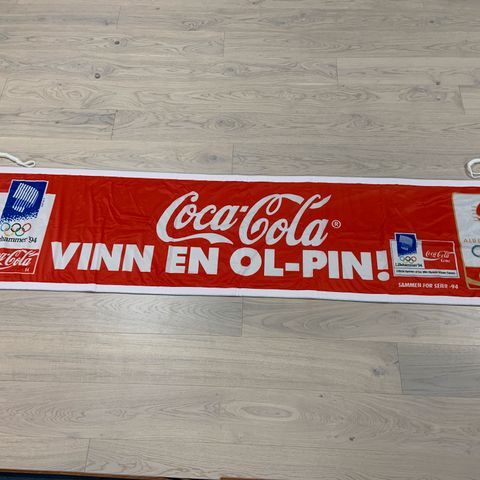 Lillehammer '94
Coca-Cola
Coca-Cola®
VINN EN OL-PIN!
Lillehammer '94
Coca-Cola
SAMMEN FOR SEIER -94